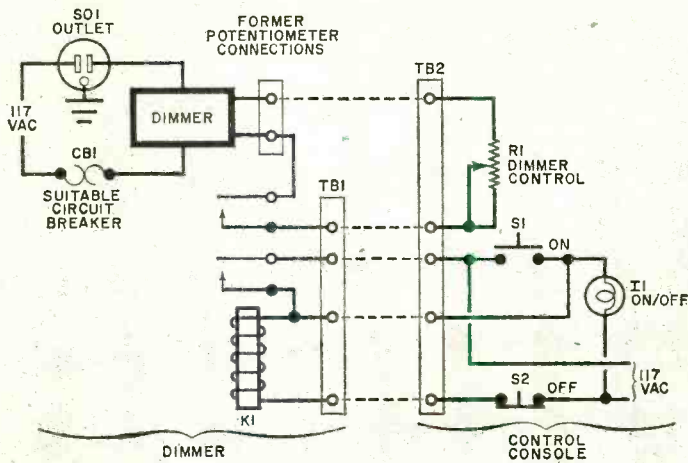 SO1
OUTLET
FORMER
POTENTIOMETER
CONNECTIONS
TB2
117
VAC
DIMMER
CB1
SUITABLE
CIRCUIT
BREAKER
R1
DIMMER
CONTROL
TB1
S1
ON
I1
ON/OFF
117
VAC
S2
OFF
K1
DIMMER
CONTROL
CONSOLE